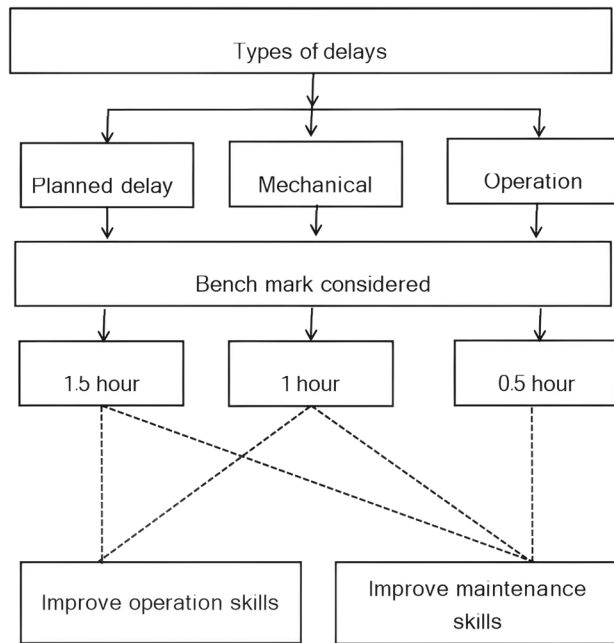 Types of delays
Planned delay
Mechanical
Operation
Bench mark considered
1.5 hour
1 hour
0.5 hour
Improve operation skills
Improve maintenance
skills